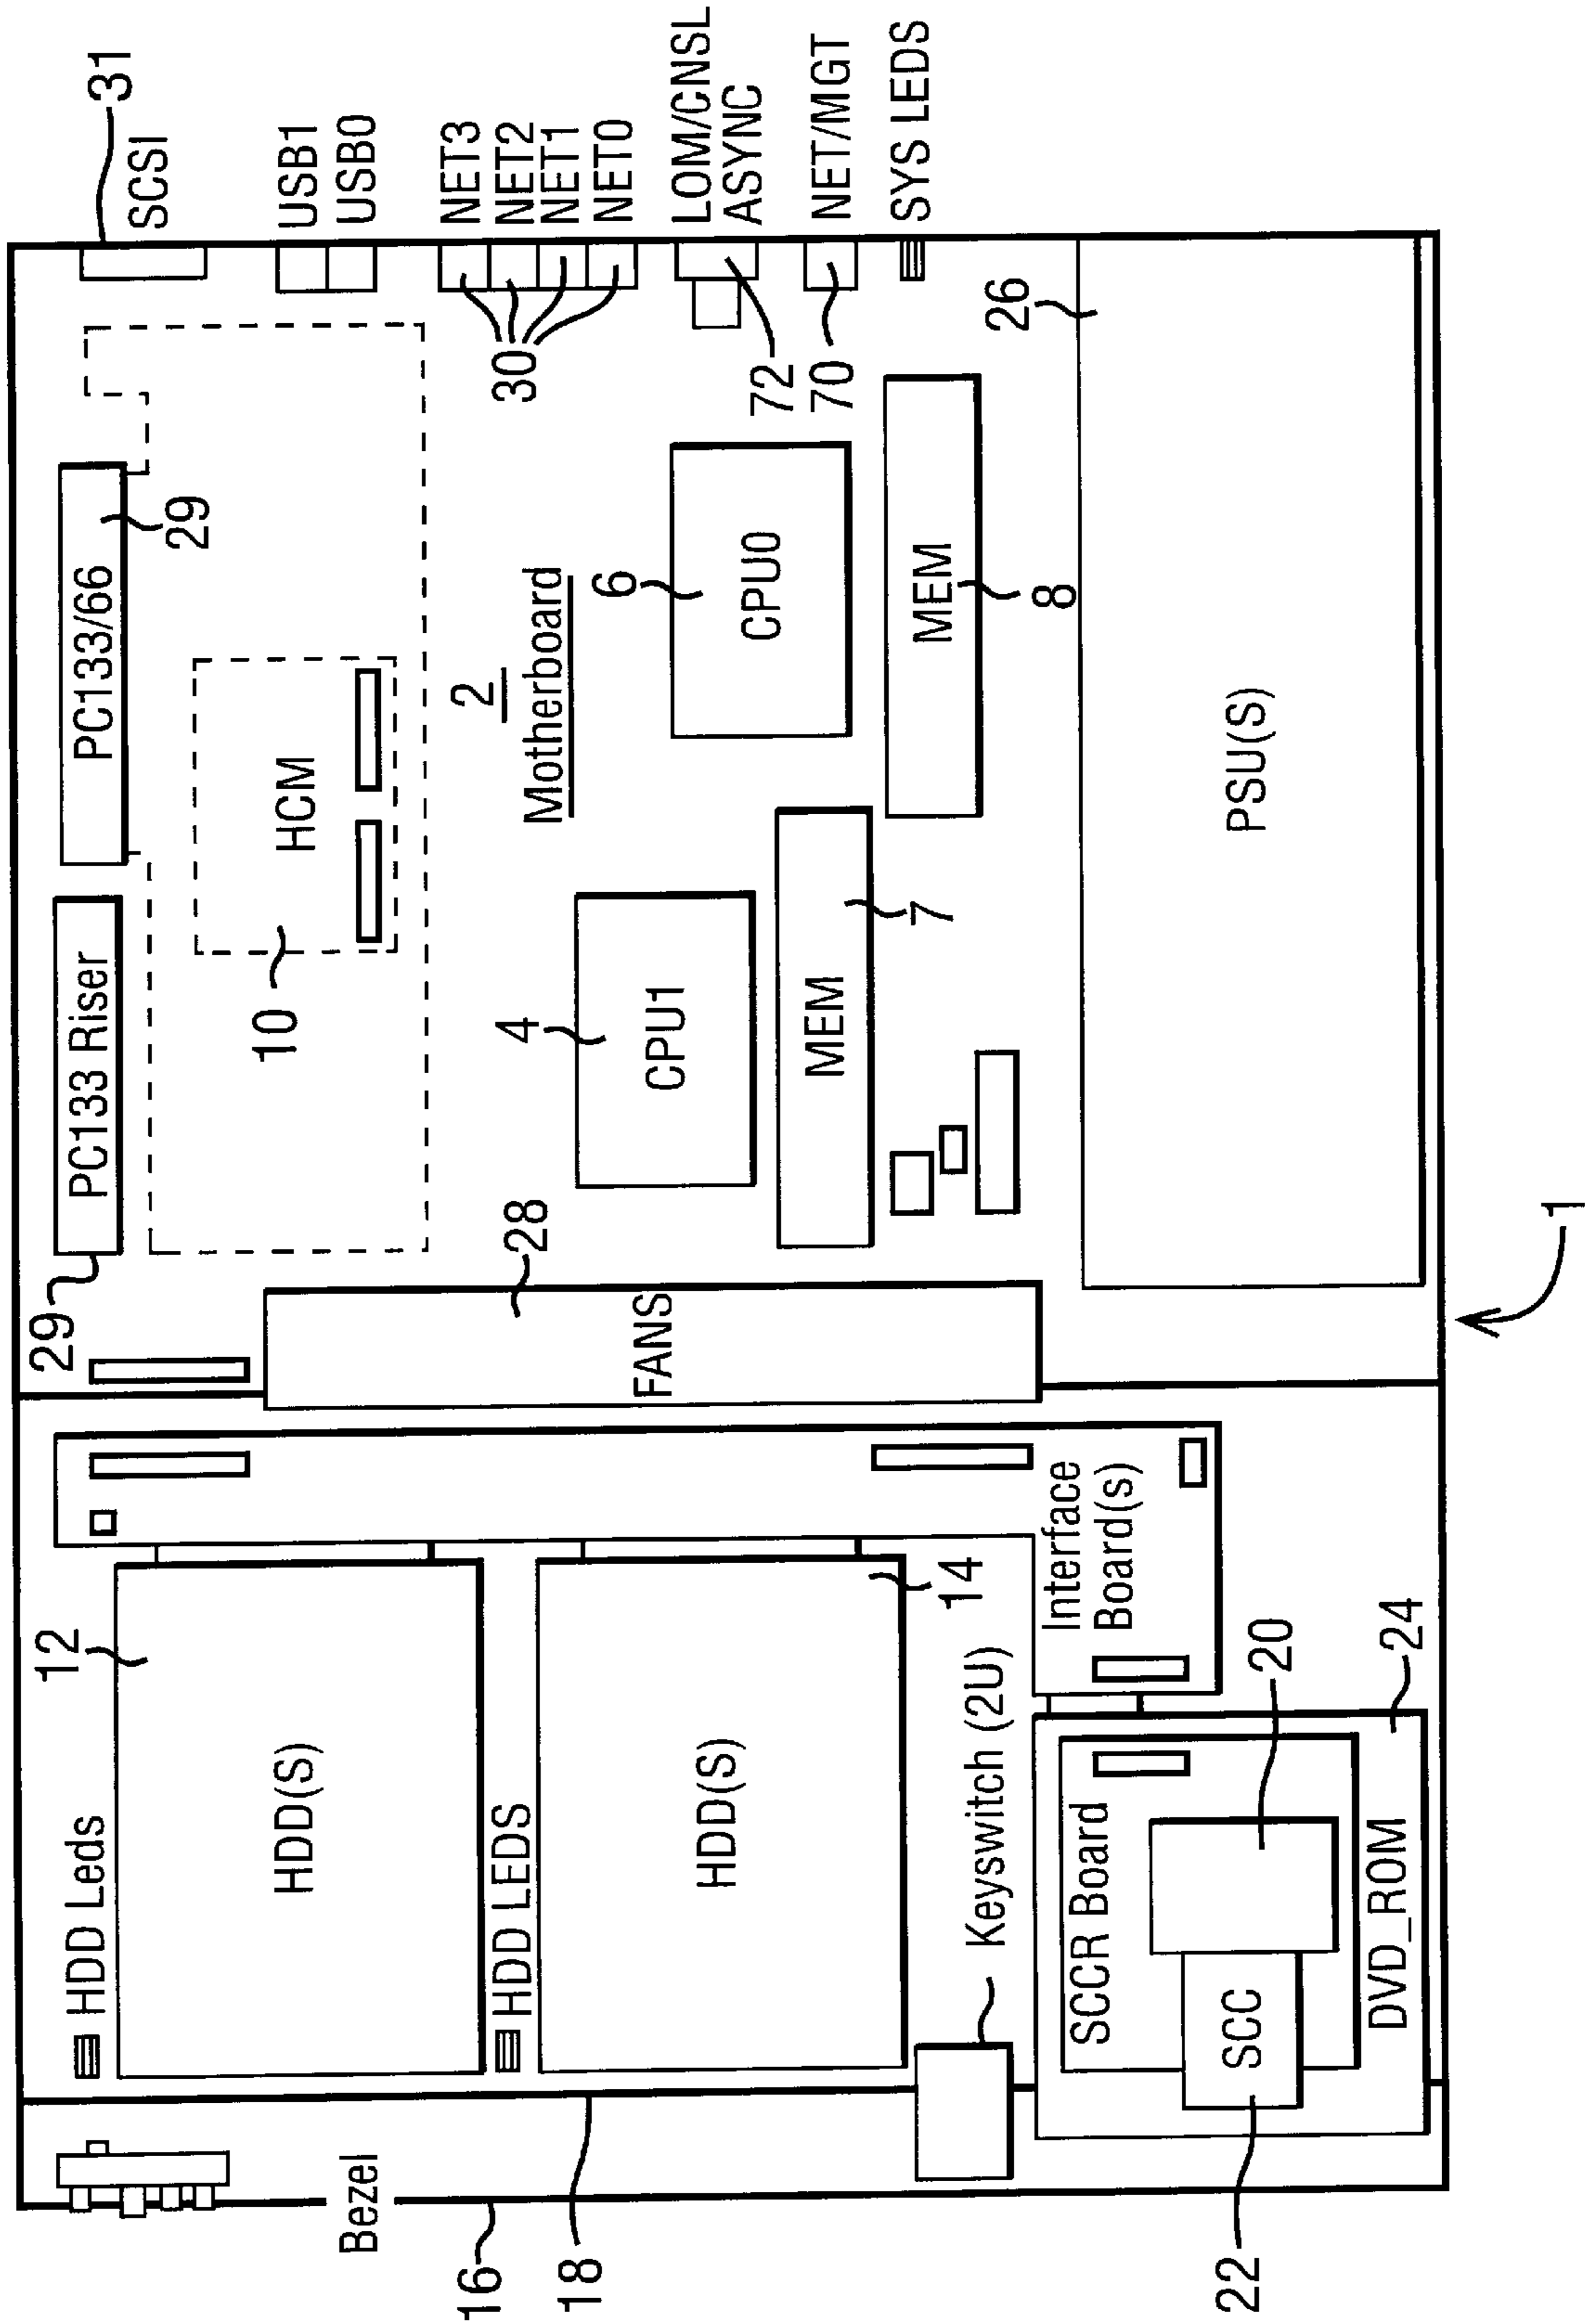 31
SCSI
12
HDD Leds
29
PC133 Riser
PC133/66
29
USB1
USB0
10
HCM
HDD(S)
Bezel
16
18
HDD LEDS
28
4
2
Motherboard
30
NET3
NET2
NET1
NET0
6
FANS
CPU1
CPU0
LOM/CNSL
ASYNC
72
HDD(S)
MEM
70
NET/MGT
SYS LEDS
7
MEM
8
14
Keyswitch (2U)
26
Interface
Board(s)
SCCR Board
SCC
20
22
PSU(S)
DVD_ROM
24
1